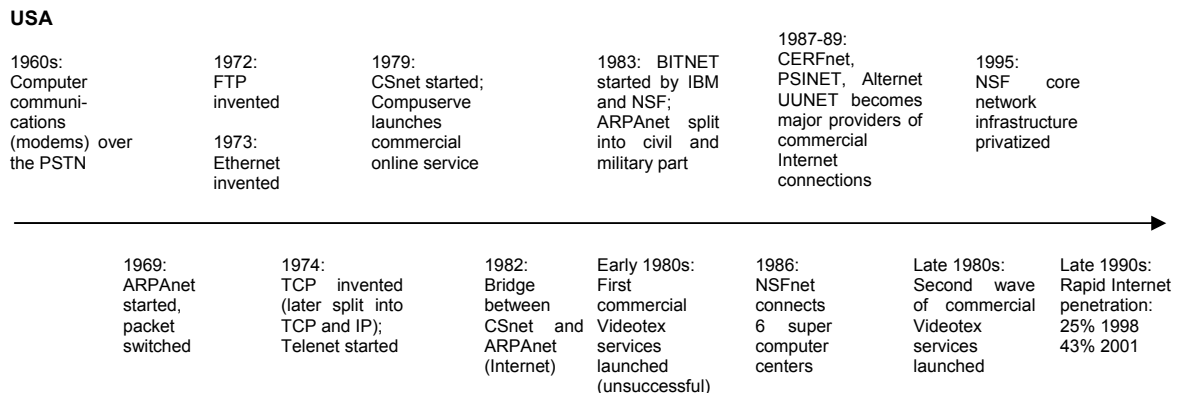 USA
1960s:
Computer
communi-
cations
(modems) over
the PSTN
1972:
FTP
invented
1973:
Ethernet
invented
1979:
CSnet started;
Compuserve
launches
commercial
online service
1983: BITNET
started by IBM
and NSF;
ARPAnet split
into civil and
military part
1987-89:
CERFnet,
PSINET, Alternet
UUNET becomes
major providers of
commercial
Internet
connections
1995:
NSF core
network
infrastructure
privatized
1969:
ARPAnet
started,
packet
switched
1974:
TCP invented
(later split into
TCP and IP);
Telenet started
1982:
Bridge
between
CSnet and
ARPAnet
(Internet)
Early 1980s:
First
commercial
Videotex
services
launched
(unsuccessful)
1986:
NSFnet
connects
6 super
computer
centers
Late 1980s:
Second wave
of commercial
Videotex
services
launched
Late 1990s:
Rapid Internet
penetration:
25% 1998
43% 2001